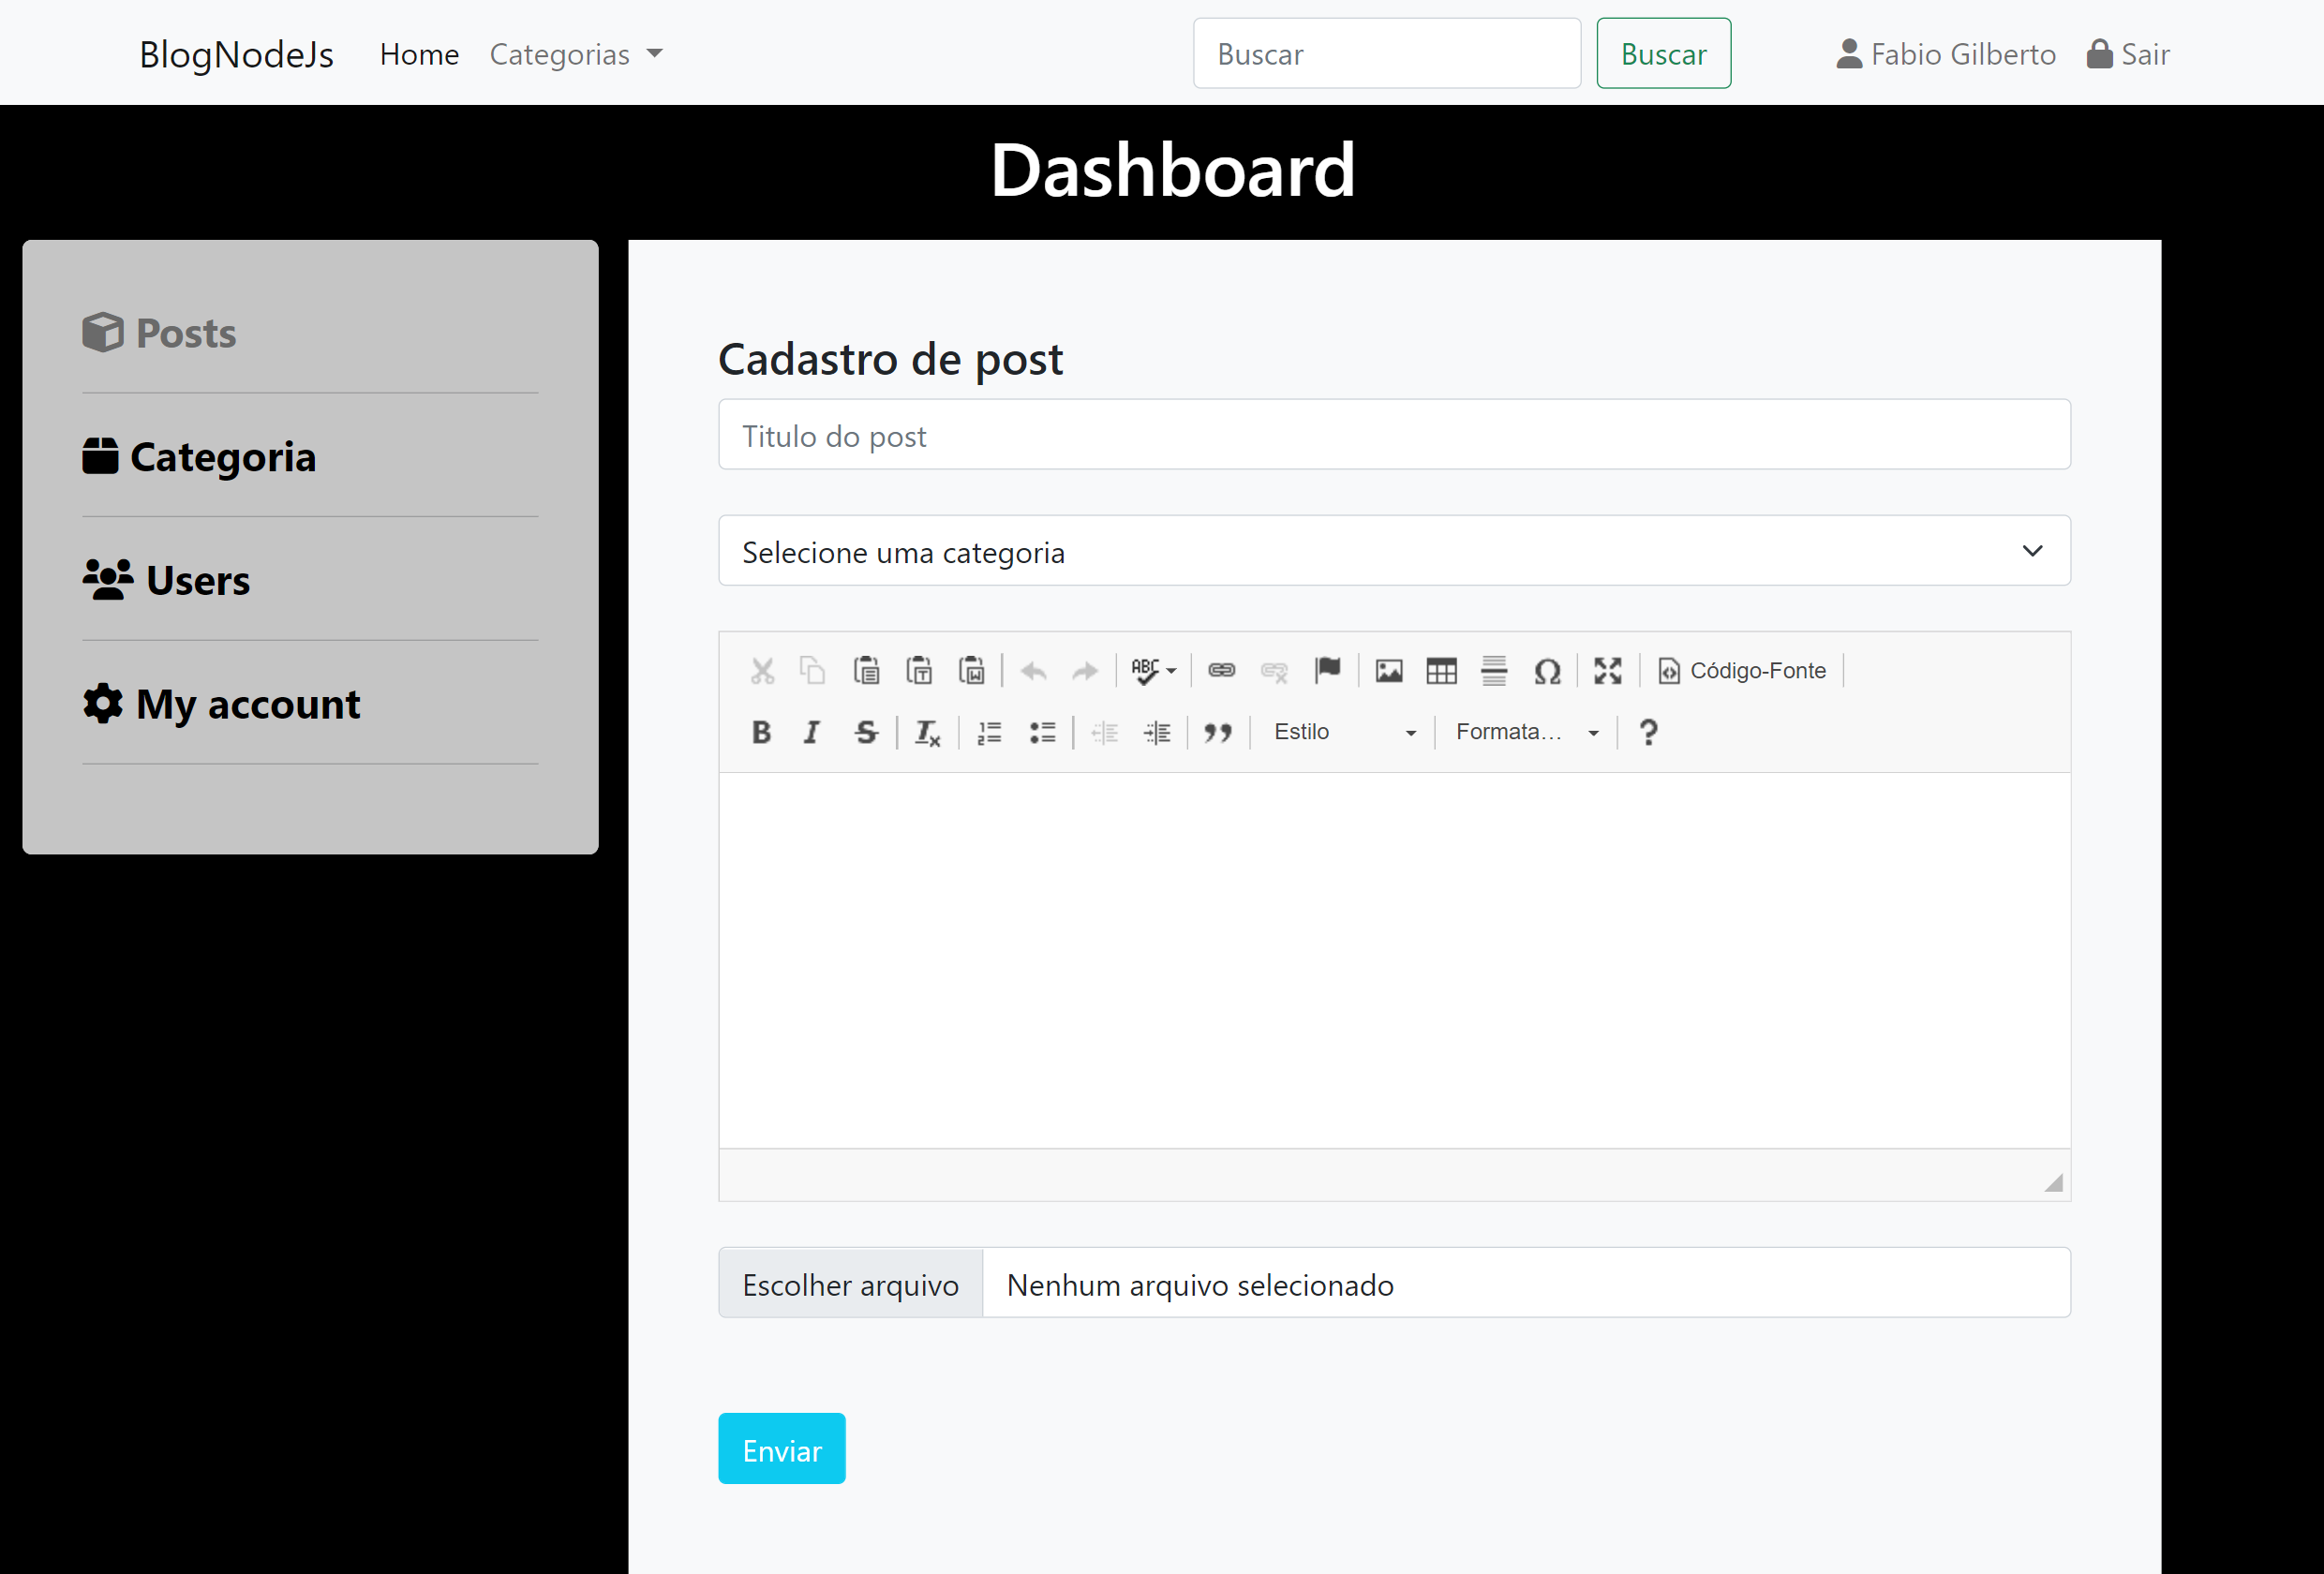 BlogNodeJs Home Categorias Buscar Buscar Fabio Gilberto Sair
Dashboard
Posts
Categoria
Users
My account
Cadastro de post
Titulo do post
Selecione uma categoria
ABC Código-Fonte
B I S Estilo Formata... ?
Escolher arquivo Nenhum arquivo selecionado
Enviar